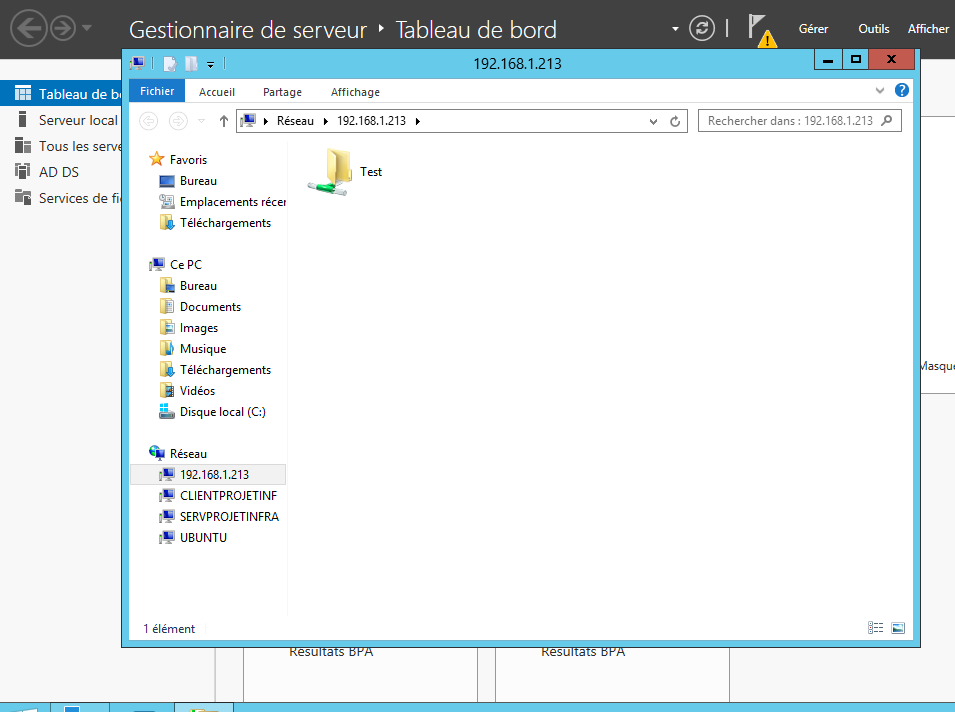 Gestionnaire de serveur ‣ Tableau de bord
Gérer Outils Afficher
192.168.1.213
Fichier Accueil Partage Affichage
Réseau 192.168.1.213
Rechercher dans : 192.168.1.213
Tableau de bo
Serveur local
Tous les serve
AD DS
Services de fi
Favoris
Bureau
Emplacements récer
Téléchargements
Ce PC
Bureau
Documents
Images
Musique
Téléchargements
Vidéos
Disque local (C:)
Réseau
192.168.1.213
CLIENTPROJETINF
SERVPROJETINFRA
UBUNTU
Test
1 élément
Masque
Résultats BPA Résultats BPA